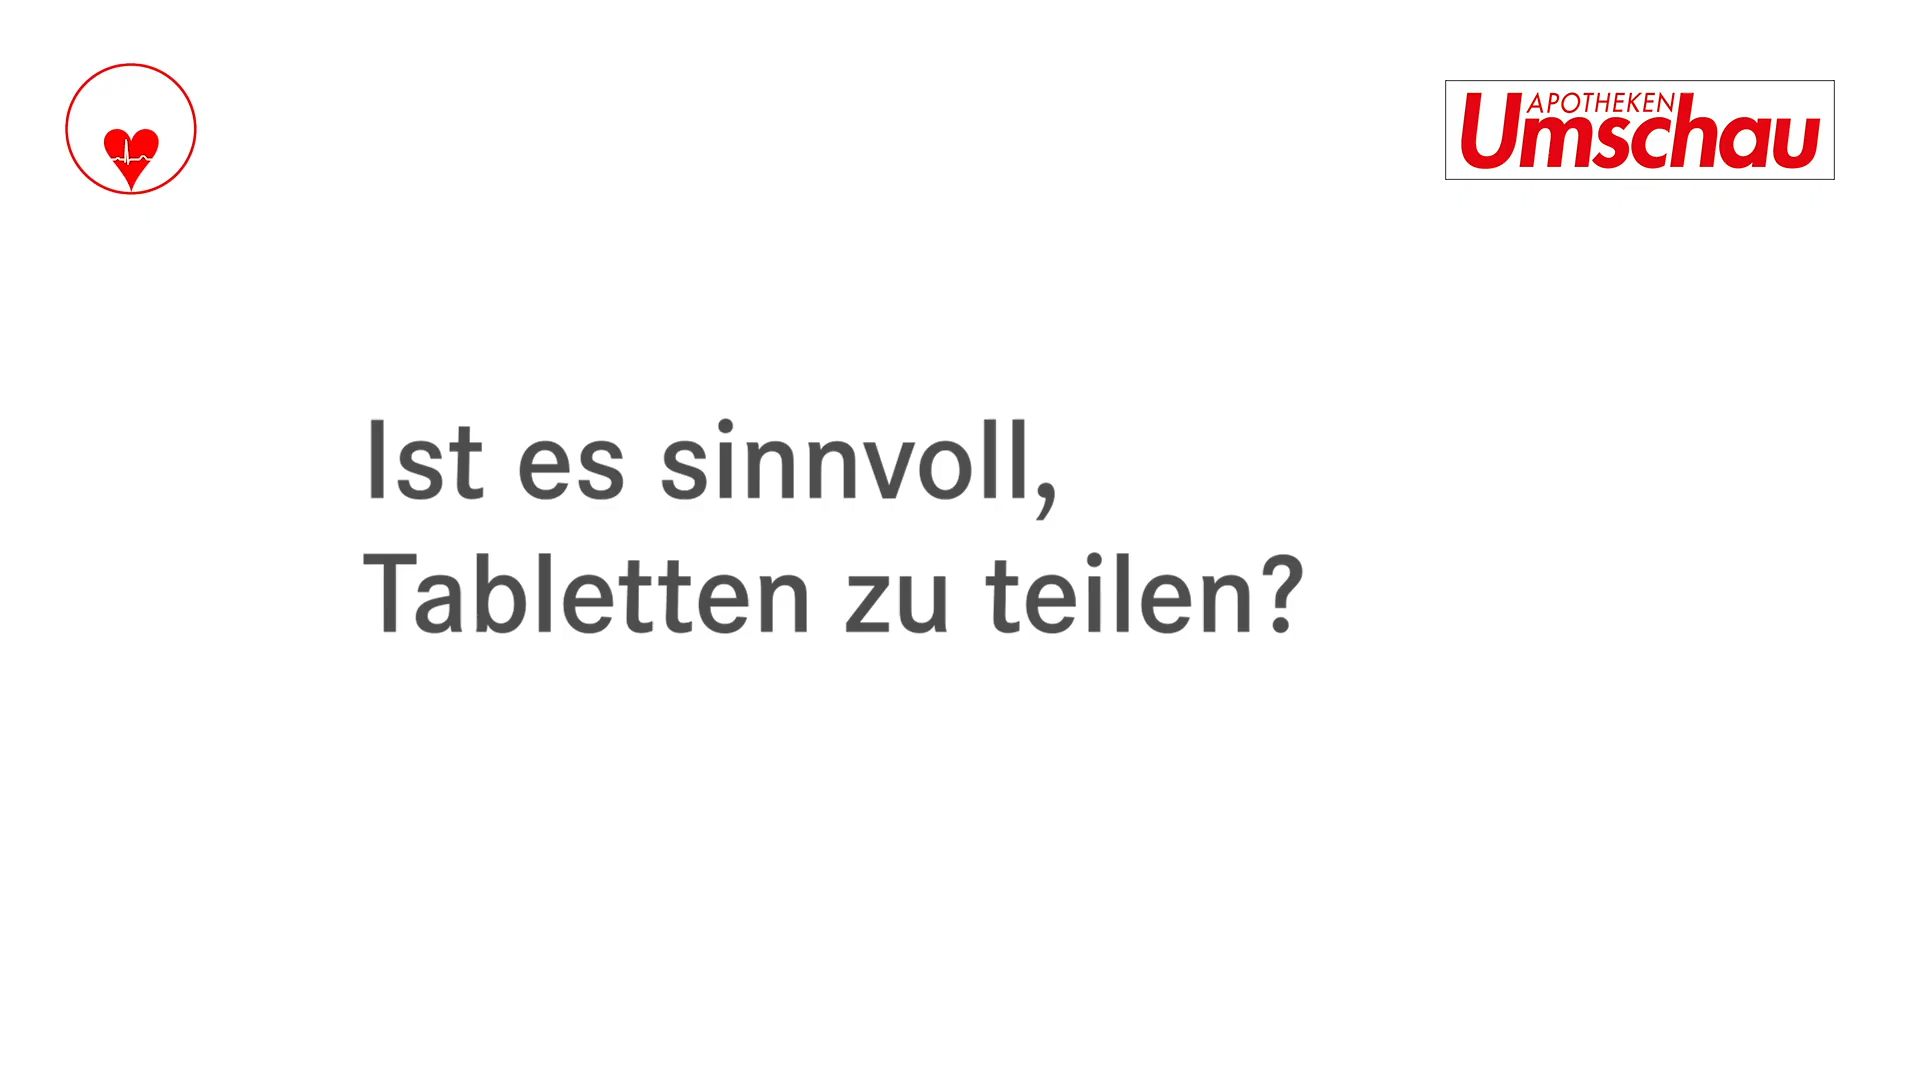 APOTHEKEN
Umschau
Ist es sinnvoll,
Tabletten zu teilen?